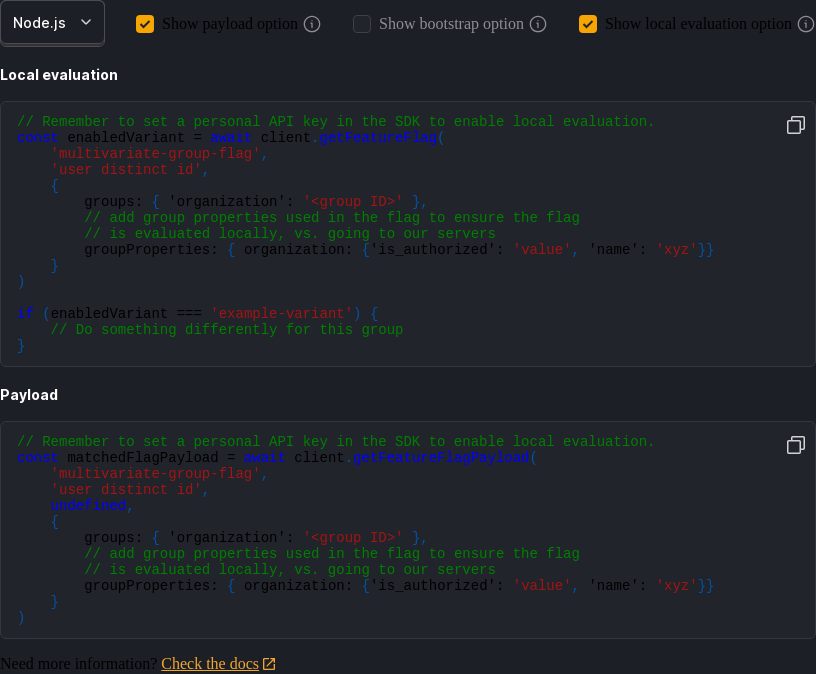 Node.js Show payload option Show bootstrap option Show local evaluation option
Local evaluation
// Remember to set a personal API key in the SDK to enable local evaluation.
const enabledVariant = await client.getFeatureFlag(
    'multivariate-group-flag',
    'user distinct id',
    {
        groups: { 'organization': '<group ID>' },
        // add group properties used in the flag to ensure the flag
        // is evaluated locally, vs. going to our servers
        groupProperties: { organization: {'is_authorized': 'value', 'name': 'xyz'}}
    }
)
if (enabledVariant === 'example-variant') {
    // Do something differently for this group
}
Payload
// Remember to set a personal API key in the SDK to enable local evaluation.
const matchedFlagPayload = await client.getFeatureFlagPayload(
    'multivariate-group-flag',
    'user distinct id',
    undefined,
    {
        groups: { 'organization': '<group ID>' },
        // add group properties used in the flag to ensure the flag
        // is evaluated locally, vs. going to our servers
        groupProperties: { organization: {'is_authorized': 'value', 'name': 'xyz'}}
    }
)
Need more information? Check the docs